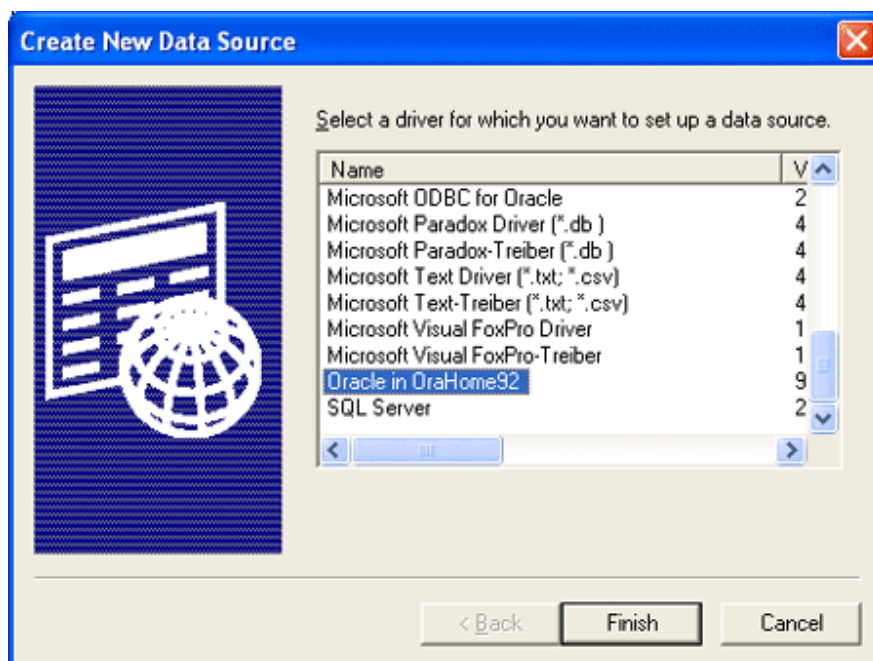 Create New Data Source
Select a driver for which you want to set up a data source.
Name V
Microsoft ODBC for Oracle 2
Microsoft Paradox Driver (*.db ) 4
Microsoft Paradox-Treiber (*.db ) 4
Microsoft Text Driver (*.txt; *.csv) 4
Microsoft Text-Treiber (*.txt; *.csv) 4
Microsoft Visual FoxPro Driver 1
Microsoft Visual FoxPro-Treiber 1
Oracle in OraHome92 9
SQL Server 2
< Back Finish Cancel